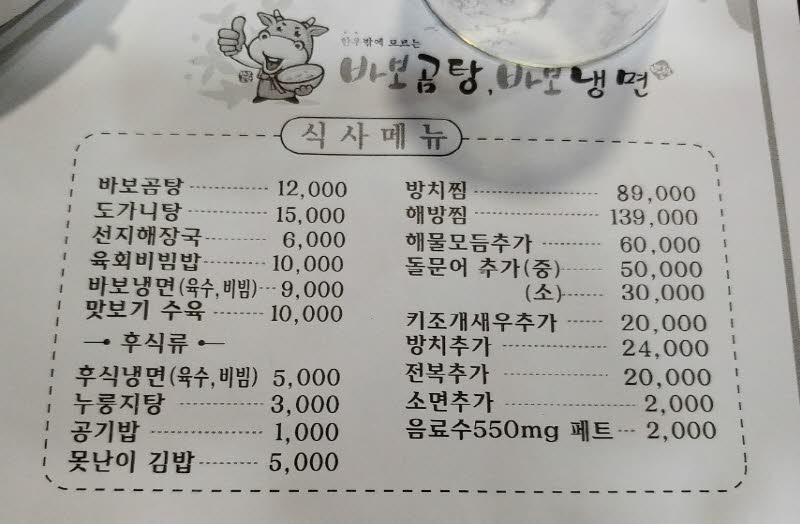 한우밖에 모르는
바보곰탕, 바보냉면
식사메뉴
바보곰탕 12,000
도가니탕 15,000
선지해장국 6,000
육회비빔밥 10,000
바보냉면(육수,비빔) 9,000
맛보기 수육 10,000
후식류
후식냉면(육수,비빔) 5,000
누룽지탕 3,000
공기밥 1,000
못난이 김밥 5,000
방치찜 89,000
해방찜 139,000
해물모듬추가 60,000
돌문어 추가(중) 50,000
(소) 30,000
키조개새우추가 20,000
방치추가 24,000
전복추가 20,000
소면추가 2,000
음료수550mg 페트 2,000